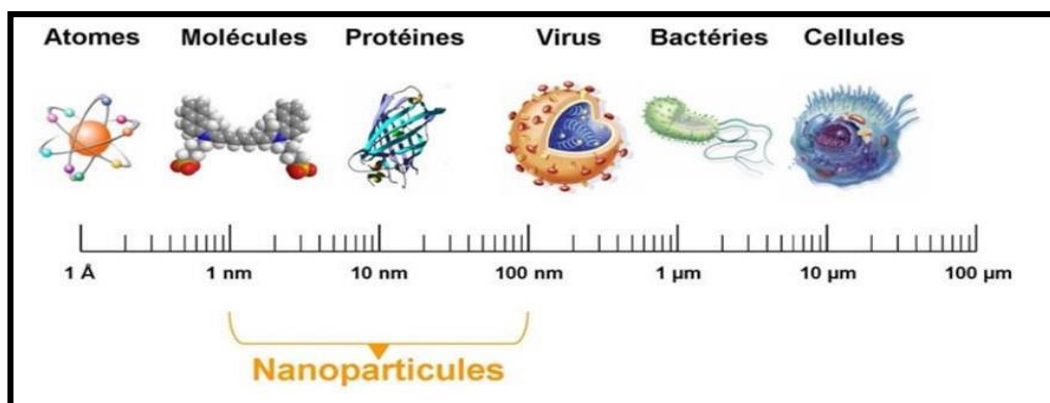 Atomes Molécules Protéines Virus Bactéries Cellules
1 Å 1 nm 10 nm 100 nm 1 µm 10 µm 100 µm
Nanoparticules